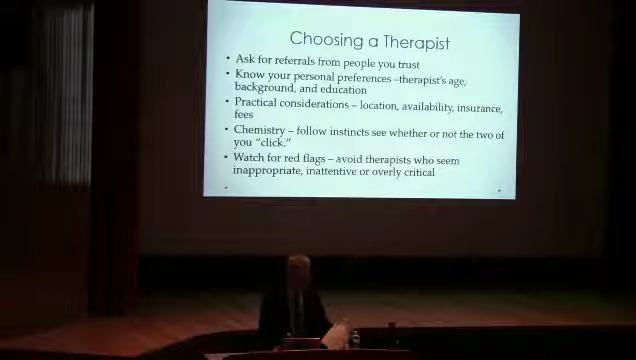 Choosing a Therapist
• Ask for referrals from people you trust
• Know your personal preferences –therapist's age,
background, and education
• Practical considerations – location, availability, insurance,
fees
• Chemistry – follow instincts see whether or not the two of
you "click."
• Watch for red flags – avoid therapists who seem
inappropriate, inattentive or overly critical